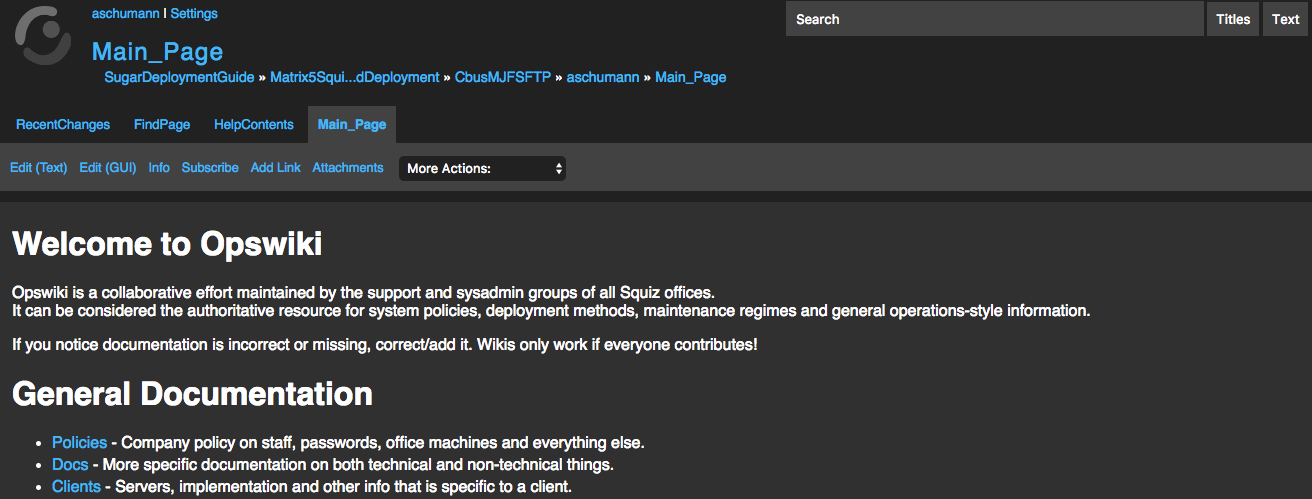 aschumann | Settings
Search Titles Text
Main_Page
SugarDeploymentGuide » Matrix5Squi...dDeployment » CbusMJFSFTP » aschumann » Main_Page
RecentChanges FindPage HelpContents Main_Page
Edit (Text) Edit (GUI) Info Subscribe Add Link Attachments More Actions:
Welcome to Opswiki
Opswiki is a collaborative effort maintained by the support and sysadmin groups of all Squiz offices.
It can be considered the authoritative resource for system policies, deployment methods, maintenance regimes and general operations-style information.
If you notice documentation is incorrect or missing, correct/add it. Wikis only work if everyone contributes!
General Documentation
• Policies - Company policy on staff, passwords, office machines and everything else.
• Docs - More specific documentation on both technical and non-technical things.
• Clients - Servers, implementation and other info that is specific to a client.